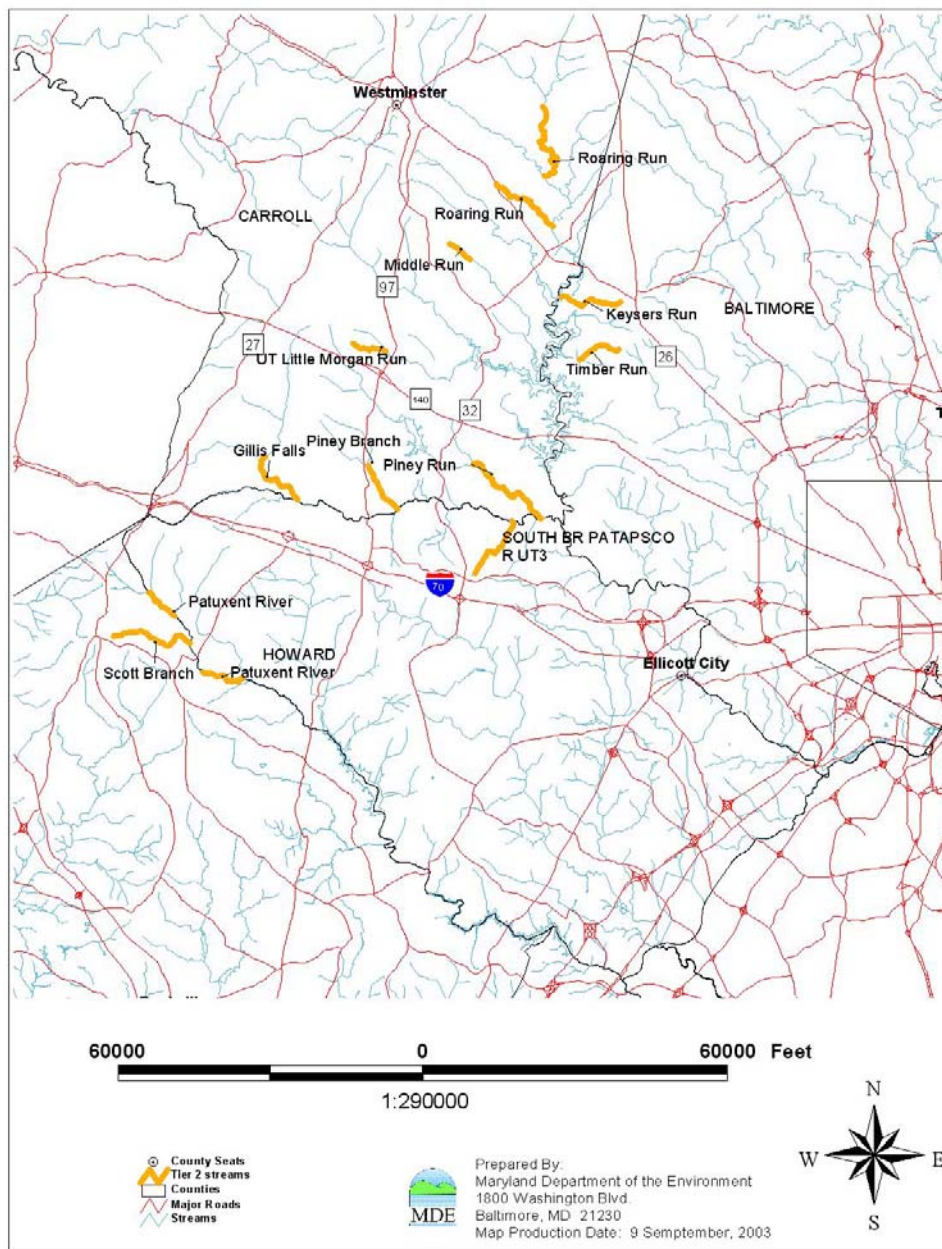 Westminster
Roaring Run
CARROLL
Roaring Run
Middle Run
97
Keysers Run
BALTIMORE
27
UT Little Morgan Run
Timber Run
26
140
32
Piney Branch
Gillis Falls
Piney Run
SOUTH BR PATAPSCO
R UT3
70
Patuxent River
HOWARD
Scott Branch
Patuxent River
Ellicott City
60000 0 60000 Feet
1:290000
N
W E
S
County Seats
Tier 2 streams
Counties
Major Roads
Streams
MDE
Prepared By:
Maryland Department of the Environment
1800 Washington Blvd.
Baltimore, MD 21230
Map Production Date: 9 Semptember, 2003